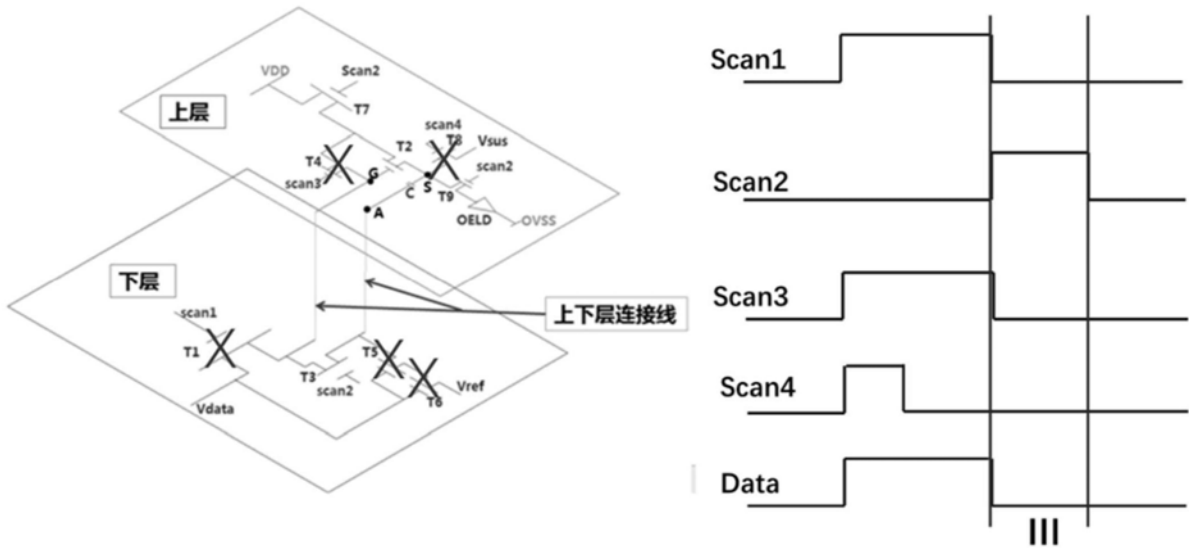 VDD
Scan2
T7
上层
scan4
T8
Vsus
T2
T4
scan2
scan3
G
C
S
T9
A
OELD
OVSS
下层
scan1
T1
T5
T3
scan2
Vref
T6
Vdata
上下层连接线
Scan1
Scan2
Scan3
Scan4
Data
III